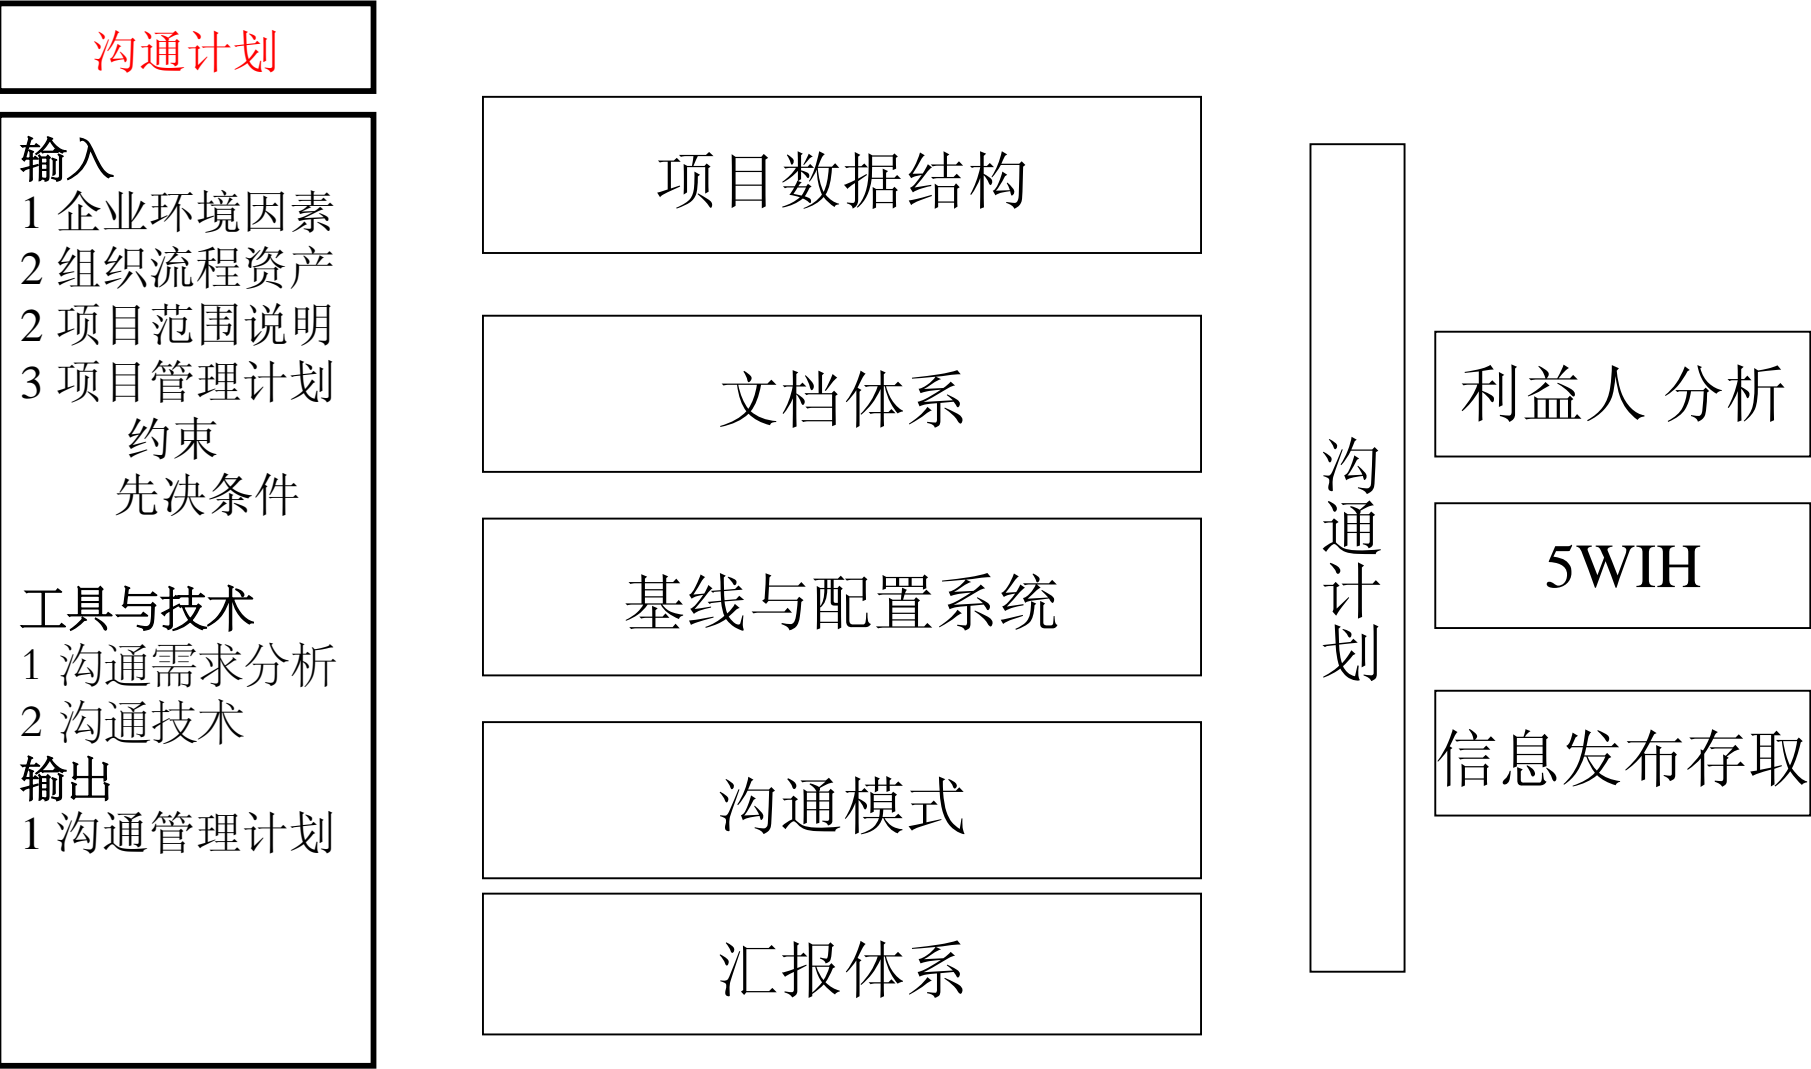 沟通计划
输入
1 企业环境因素
2 组织流程资产
2 项目范围说明
3 项目管理计划
约束
先决条件
工具与技术
1 沟通需求分析
2 沟通技术
输出
1 沟通管理计划
项目数据结构
文档体系
基线与配置系统
沟通模式
汇报体系
沟通计划
利益人 分析
5WIH
信息发布存取